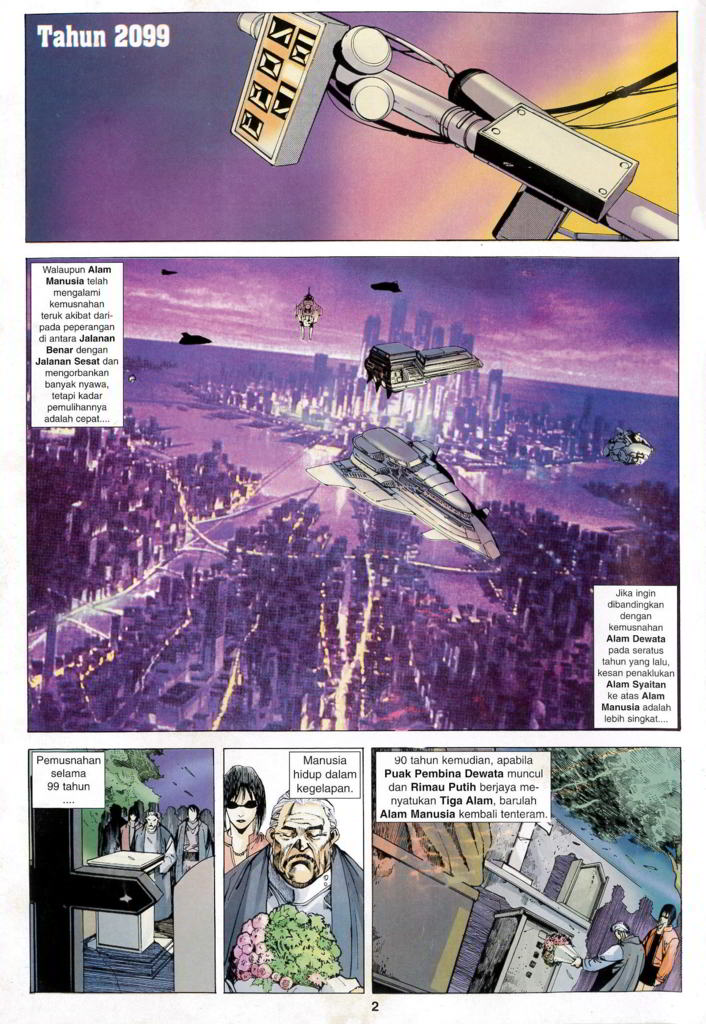 Tahun 2099
Walaupun Alam
Manusia telah
mengalami
kemusnahan
teruk akibat dari-
pada peperangan
di antara Jalanan
Benar dengan
Jalanan Sesat dan
mengorbankan
banyak nyawa,
tetapi kadar
pemulihannya
adalah cepat....
Jika ingin
dibandingkan
dengan
kemusnahan
Alam Dewata
pada seratus
tahun yang lalu,
kesan penaklukan
Alam Syaitan
ke atas Alam
Manusia adalah
lebih singkat....
Pemusnahan
selama
99 tahun
....
Manusia
hidup dalam
kegelapan.
90 tahun kemudian, apabila
Puak Pembina Dewata muncul
dan Rimau Putih berjaya me-
nyatukan Tiga Alam, barulah
Alam Manusia kembali tenteram.
2